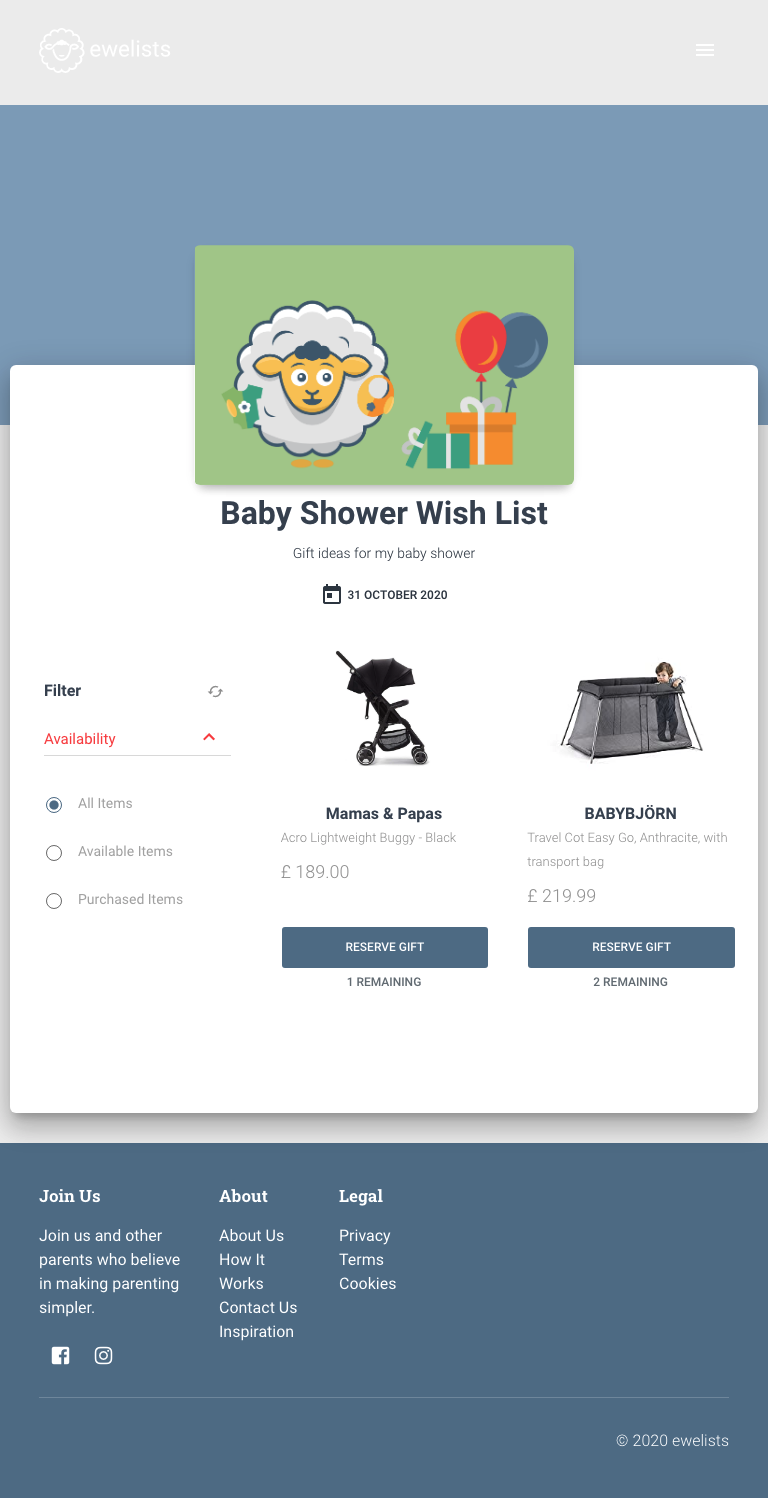 ewelists
Baby Shower Wish List
Gift ideas for my baby shower
31 OCTOBER 2020
Filter
Availability
All Items
Available Items
Purchased Items
Mamas & Papas
Acro Lightweight Buggy - Black
£ 189.00
RESERVE GIFT
1 REMAINING
BABYBJÖRN
Travel Cot Easy Go, Anthracite, with
transport bag
£ 219.99
RESERVE GIFT
2 REMAINING
Join Us
Join us and other
parents who believe
in making parenting
simpler.
About
About Us
How It
Works
Contact Us
Inspiration
Legal
Privacy
Terms
Cookies
© 2020 ewelists